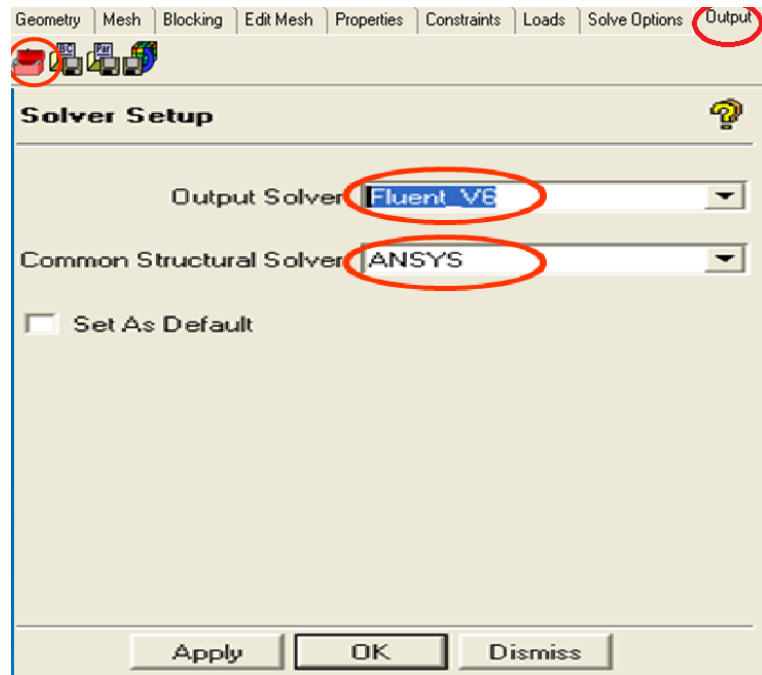 Geometry Mesh Blocking Edit Mesh Properties Constraints Loads Solve Options Output
BC Par
Solver Setup
Output Solver Fluent_V6
Common Structural Solver ANSYS
Set As Default
Apply OK Dismiss